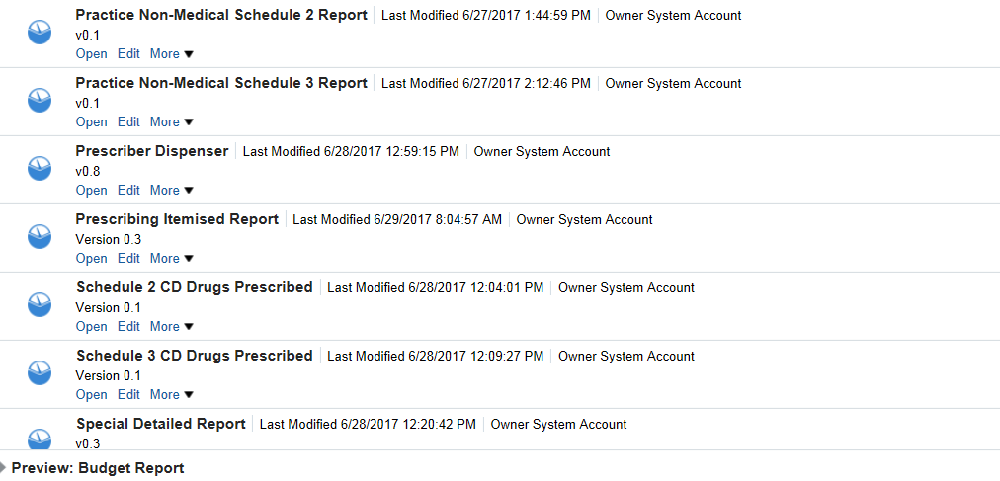 Practice Non-Medical Schedule 2 Report Last Modified 6/27/2017 1:44:59 PM Owner System Account
v0.1
Open Edit More
Practice Non-Medical Schedule 3 Report Last Modified 6/27/2017 2:12:46 PM Owner System Account
v0.1
Open Edit More
Prescriber Dispenser Last Modified 6/28/2017 12:59:15 PM Owner System Account
v0.8
Open Edit More
Prescribing Itemised Report Last Modified 6/29/2017 8:04:57 AM Owner System Account
Version 0.3
Open Edit More
Schedule 2 CD Drugs Prescribed Last Modified 6/28/2017 12:04:01 PM Owner System Account
Version 0.1
Open Edit More
Schedule 3 CD Drugs Prescribed Last Modified 6/28/2017 12:09:27 PM Owner System Account
Version 0.1
Open Edit More
Special Detailed Report Last Modified 6/28/2017 12:20:42 PM Owner System Account
v0.3
Preview: Budget Report